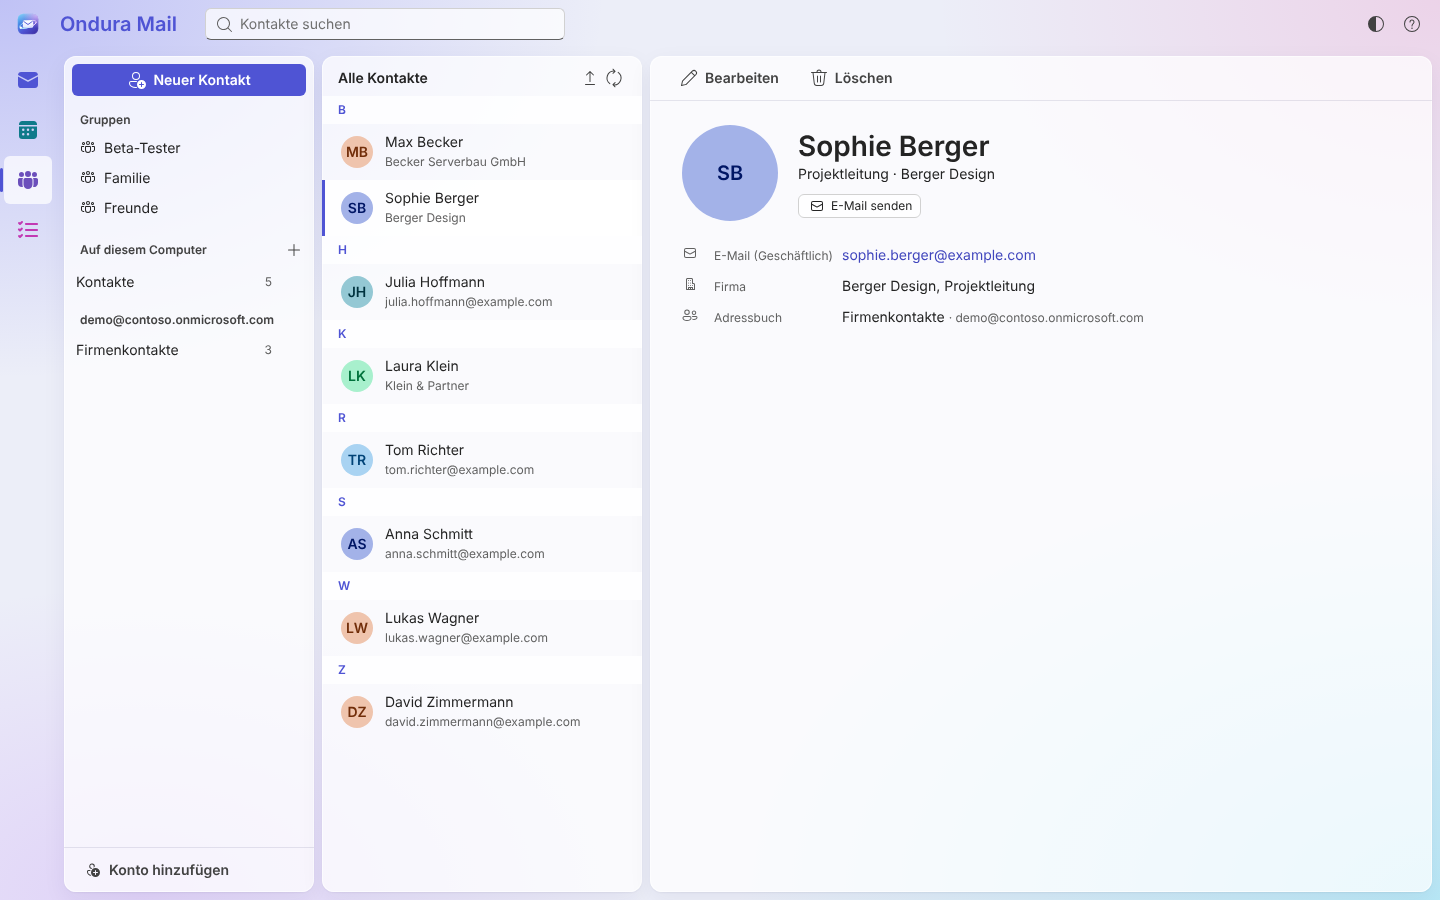 Ondura Mail
Kontakte suchen
Neuer Kontakt
Gruppen
Beta-Tester
Familie
Freunde
Auf diesem Computer
Kontakte 5
demo@contoso.onmicrosoft.com
Firmenkontakte 3
Konto hinzufügen
Alle Kontakte
B
MB
Max Becker
Becker Serverbau GmbH
SB
Sophie Berger
Berger Design
H
JH
Julia Hoffmann
julia.hoffmann@example.com
K
LK
Laura Klein
Klein & Partner
R
TR
Tom Richter
tom.richter@example.com
S
AS
Anna Schmitt
anna.schmitt@example.com
W
LW
Lukas Wagner
lukas.wagner@example.com
Z
DZ
David Zimmermann
david.zimmermann@example.com
Bearbeiten Löschen
SB
Sophie Berger
Projektleitung · Berger Design
E-Mail senden
E-Mail (Geschäftlich) sophie.berger@example.com
Firma Berger Design, Projektleitung
Adressbuch Firmenkontakte · demo@contoso.onmicrosoft.com